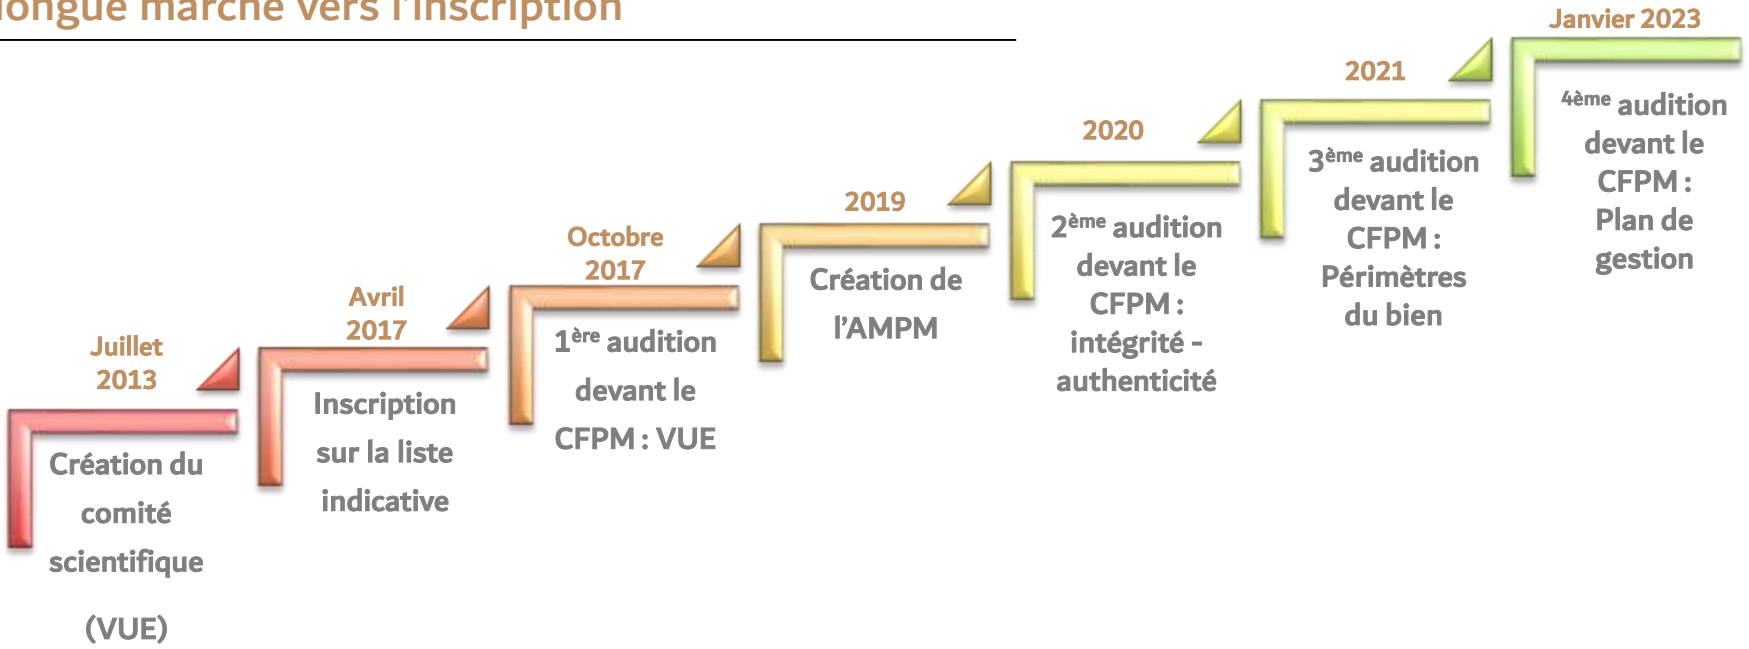 longue marche vers l'inscription
Juillet
2013
Création du
comité
scientifique
(VUE)
Avril
2017
Inscription
sur la liste
indicative
Octobre
2017
1ère audition
devant le
CFPM : VUE
2019
Création de
l'AMPM
2020
2ème audition
devant le
CFPM :
intégrité -
authenticité
2021
3ème audition
devant le
CFPM :
Périmètres
du bien
Janvier 2023
4ème audition
devant le
CFPM :
Plan de
gestion